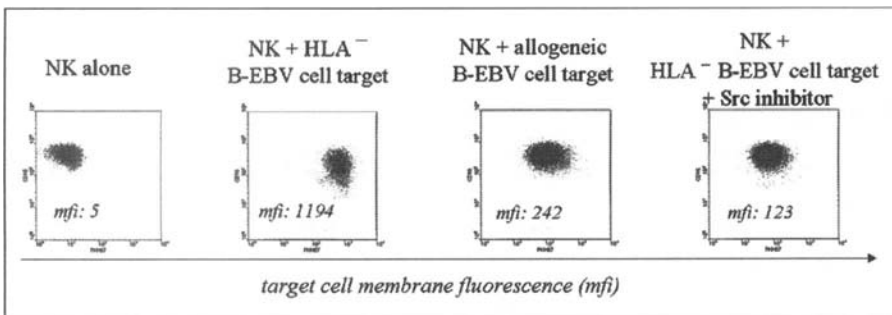 NK alone
NK + HLA⁻
B-EBV cell target
NK + allogeneic
B-EBV cell target
NK +
HLA⁻ B-EBV cell target
+ Src inhibitor
mfi: 5
mfi: 1194
mfi: 242
mfi: 123
target cell membrane fluorescence (mfi)